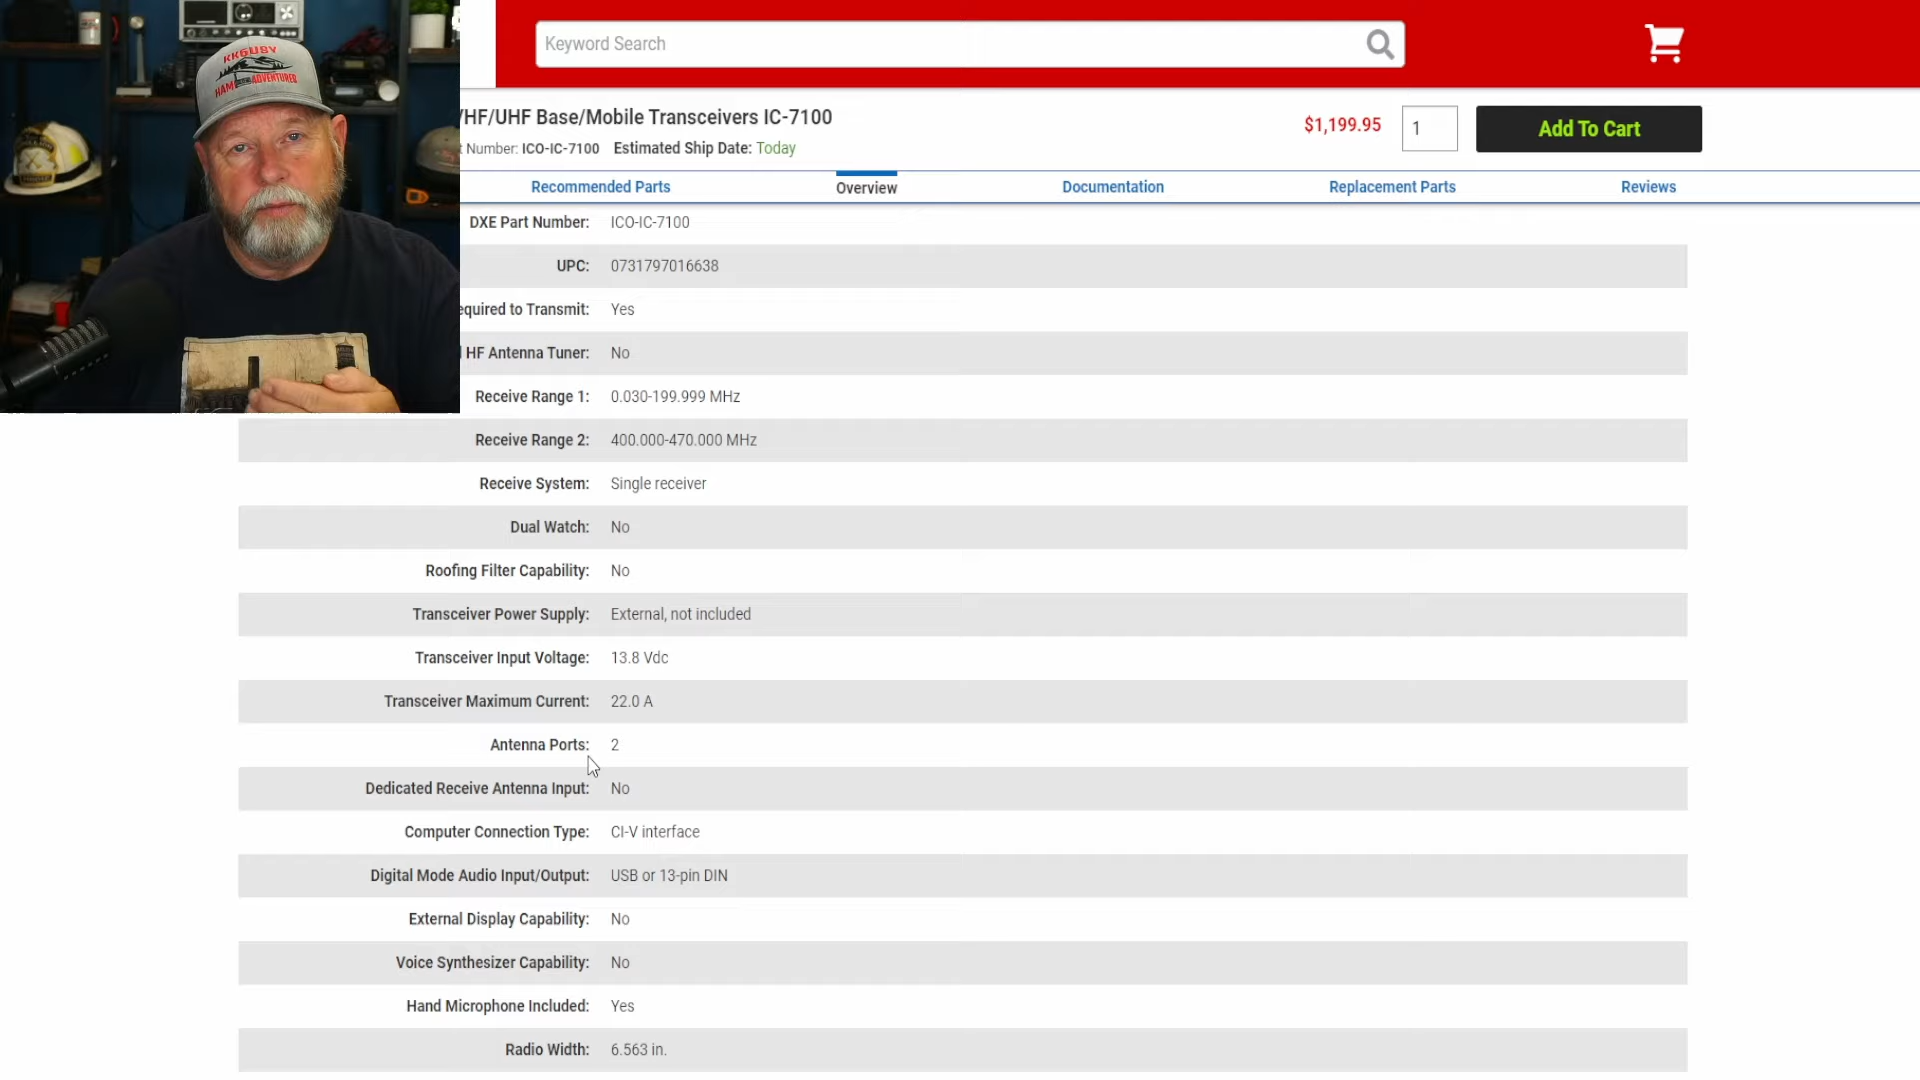 KK5USY
HAM ADVENTURES
Keyword Search
/HF/UHF Base/Mobile Transceivers IC-7100
$1,199.95
1
Add To Cart
Number: ICO-IC-7100 Estimated Ship Date: Today
Recommended Parts
Overview
Documentation
Replacement Parts
Reviews
DXE Part Number: ICO-IC-7100
UPC: 0731797016638
equired to Transmit: Yes
HF Antenna Tuner: No
Receive Range 1: 0.030-199.999 MHz
Receive Range 2: 400.000-470.000 MHz
Receive System: Single receiver
Dual Watch: No
Roofing Filter Capability: No
Transceiver Power Supply: External, not included
Transceiver Input Voltage: 13.8 Vdc
Transceiver Maximum Current: 22.0 A
Antenna Ports: 2
Dedicated Receive Antenna Input: No
Computer Connection Type: CI-V interface
Digital Mode Audio Input/Output: USB or 13-pin DIN
External Display Capability: No
Voice Synthesizer Capability: No
Hand Microphone Included: Yes
Radio Width: 6.563 in.